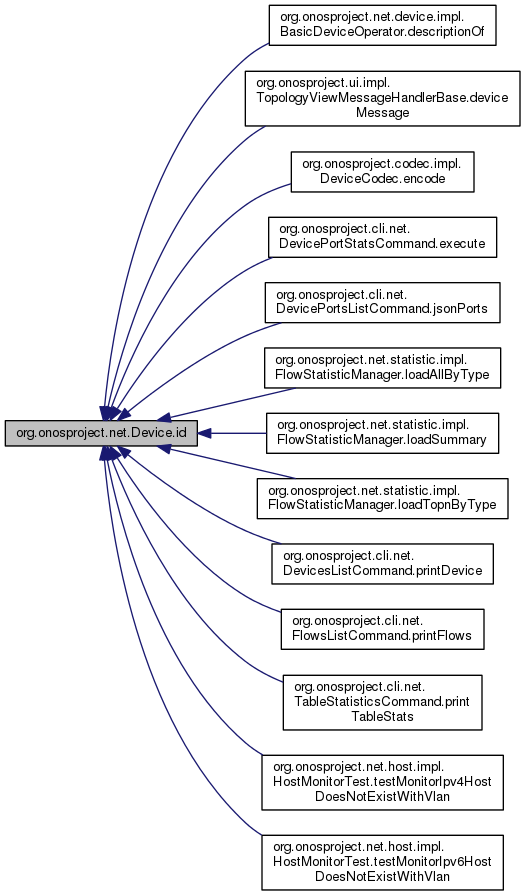 org.onosproject.net.device.impl.
BasicDeviceOperator.descriptionOf
org.onosproject.ui.impl.
TopologyViewMessageHandlerBase.device
Message
org.onosproject.codec.impl.
DeviceCodec.encode
org.onosproject.cli.net.
DevicePortStatsCommand.execute
org.onosproject.cli.net.
DevicePortsListCommand.jsonPorts
org.onosproject.net.statistic.impl.
FlowStatisticManager.loadAllByType
org.onosproject.net.Device.id
org.onosproject.net.statistic.impl.
FlowStatisticManager.loadSummary
org.onosproject.net.statistic.impl.
FlowStatisticManager.loadTopnByType
org.onosproject.cli.net.
DevicesListCommand.printDevice
org.onosproject.cli.net.
FlowsListCommand.printFlows
org.onosproject.cli.net.
TableStatisticsCommand.print
TableStats
org.onosproject.net.host.impl.
HostMonitorTest.testMonitorIpv4Host
DoesNotExistWithVlan
org.onosproject.net.host.impl.
HostMonitorTest.testMonitorIpv6Host
DoesNotExistWithVlan